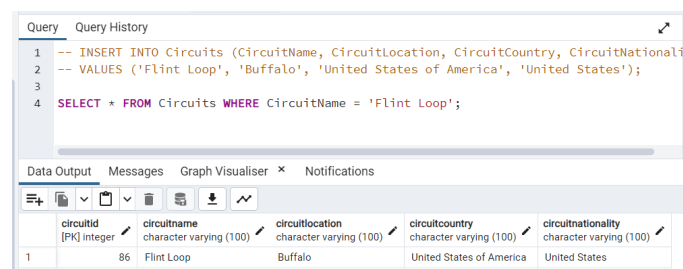 Query Query History
1 -- INSERT INTO Circuits (CircuitName, CircuitLocation, CircuitCountry, CircuitNationali
2 -- VALUES ('Flint Loop', 'Buffalo', 'United States of America', 'United States');
3
4 SELECT * FROM Circuits WHERE CircuitName = 'Flint Loop';
Data Output Messages Graph Visualiser × Notifications
circuitid circuitname circuitlocation circuitcountry circuitnationality
[PK] integer character varying (100) character varying (100) character varying (100) character varying (100)
1 86 Flint Loop Buffalo United States of America United States